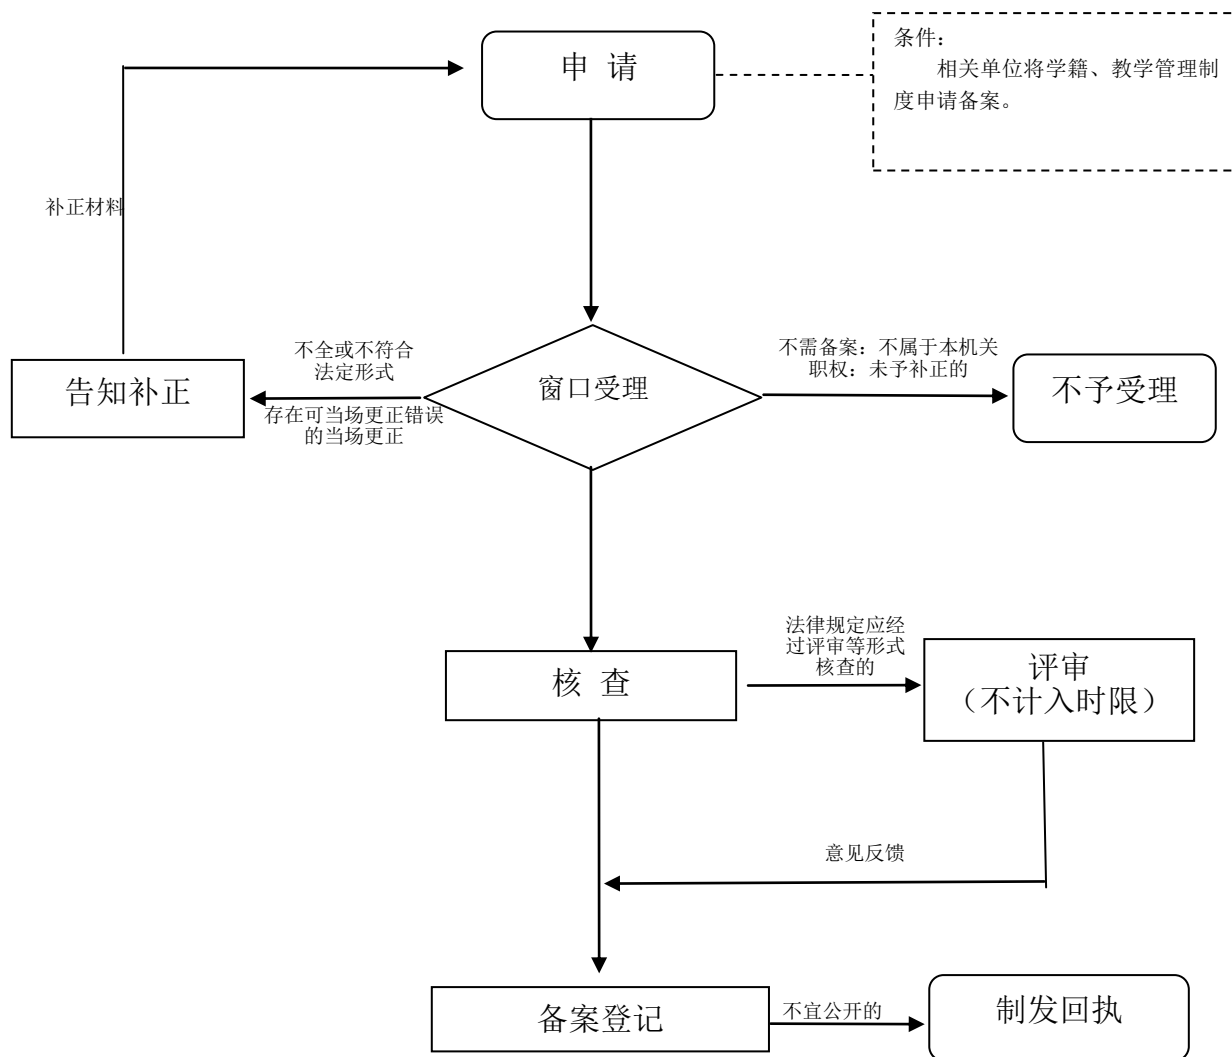 申 请
条件:
相关单位将学籍、教学管理制
度申请备案。
补正材料
不全或不符合
法定形式
存在可当场更正错误
的当场更正
告知补正
窗口受理
不需备案：不属于本机关
职权：未予补正的
不予受理
核 查
法律规定应经
过评审等形式
核查的
评审
（不计入时限）
意见反馈
备案登记
不宜公开的
制发回执